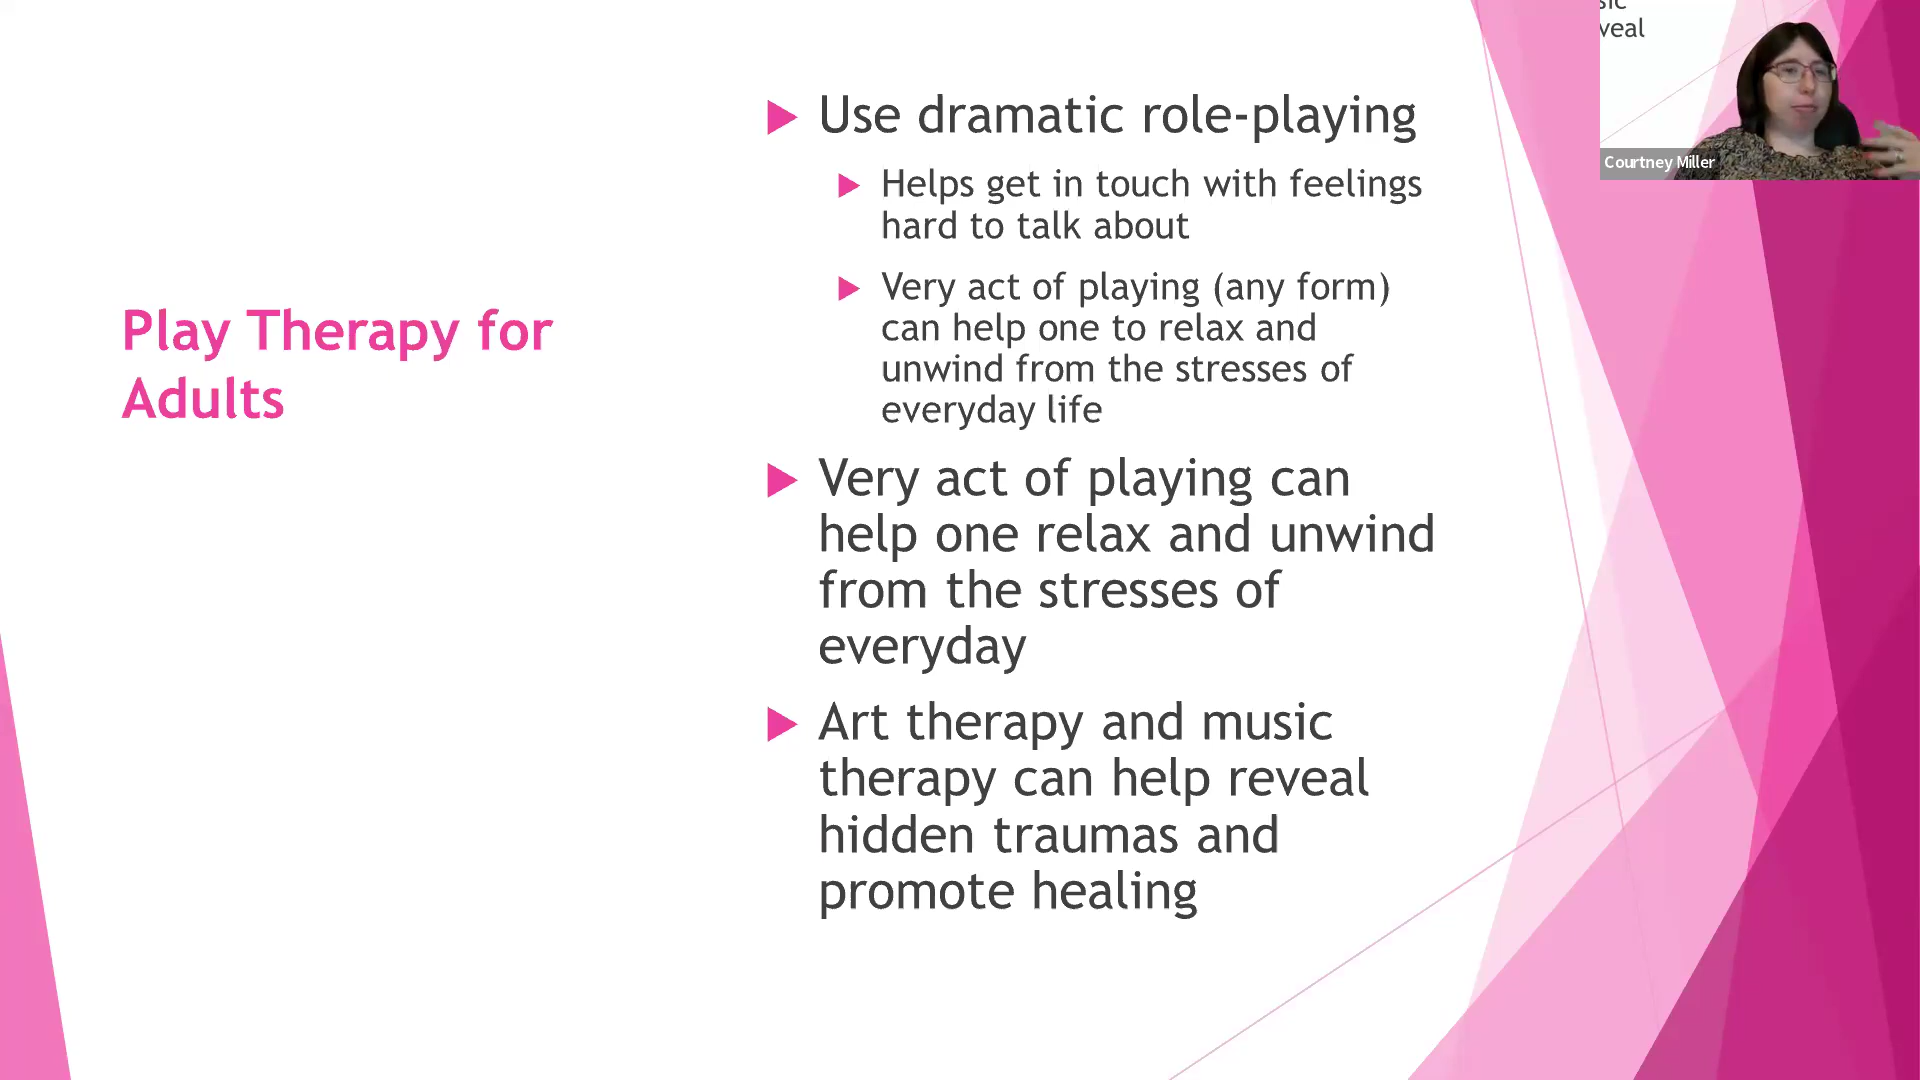 Play Therapy for
Adults
Use dramatic role-playing
Helps get in touch with feelings
hard to talk about
Very act of playing (any form)
can help one to relax and
unwind from the stresses of
everyday life
Very act of playing can
help one relax and unwind
from the stresses of
everyday
Art therapy and music
therapy can help reveal
hidden traumas and
promote healing
veal
Courtney Miller